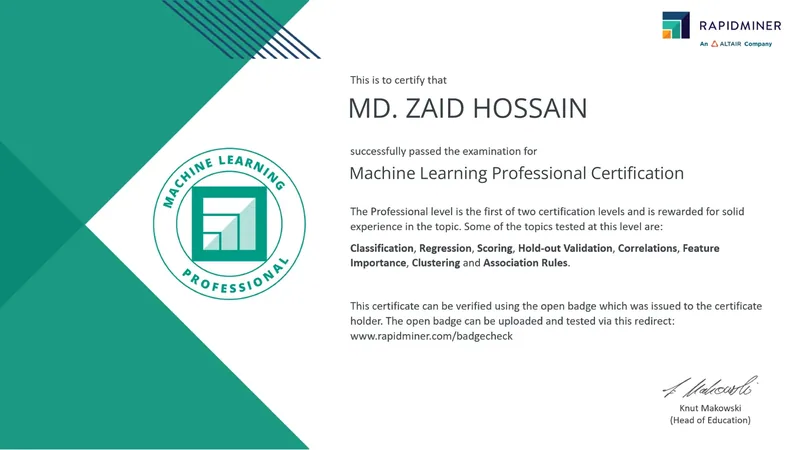 RAPIDMINER
An ALTAIR Company
This is to certify that
MD. ZAID HOSSAIN
successfully passed the examination for
Machine Learning Professional Certification
MACHINE LEARNING
PROFESSIONAL
The Professional level is the first of two certification levels and is rewarded for solid
experience in the topic. Some of the topics tested at this level are:
Classification, Regression, Scoring, Hold-out Validation, Correlations, Feature
Importance, Clustering and Association Rules.
This certificate can be verified using the open badge which was issued to the certificate
holder. The open badge can be uploaded and tested via this redirect:
www.rapidminer.com/badgecheck
Knut Makowski
(Head of Education)